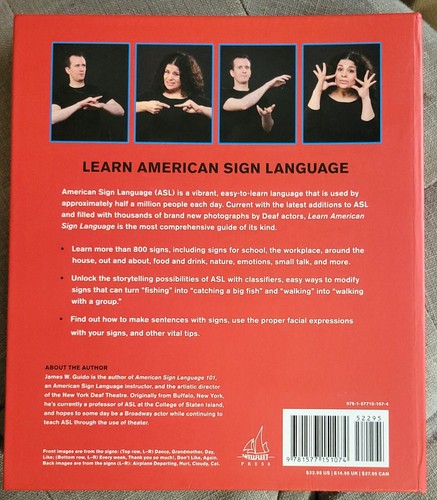 LEARN AMERICAN SIGN LANGUAGE
American Sign Language (ASL) is a vibrant, easy-to-learn language that is used by
approximately half a million people each day. Current with the latest additions to ASL
and filled with thousands of brand new photographs by Deaf actors, Learn American
Sign Language is the most comprehensive guide of its kind.
• Learn more than 800 signs, including signs for school, the workplace, around the
house, out and about, food and drink, nature, emotions, small talk, and more.
• Unlock the storytelling possibilities of ASL with classifiers, easy ways to modify
signs that can turn “fishing” into “catching a big fish” and “walking” into “walking
with a group.”
• Find out how to make sentences with signs, use the proper facial expressions
with your signs, and other vital tips.
ABOUT THE AUTHOR
James W. Guido is the author of American Sign Language 101,
an American Sign Language instructor, and the artistic director
of the New York Deaf Theatre. Originally from Buffalo, New York,
he's currently a professor of ASL at the College of Staten Island,
and hopes to some day be a Broadway actor while continuing to
teach ASL through the use of theater.
Front images are from the signs: (Top row, L-R) Dance, Grandmother, Day,
Like; (Bottom row, L-R) Every week, Thank you so much!, Don't Like, Again.
Back images are from the signs (L-R): Airplane Departing, Hurt, Cloudy, Cat.
PRESS
978-1-57715-107-4
52295
9 781577 151074
$22.95 US | £14.99 UK | $27.95 CAN